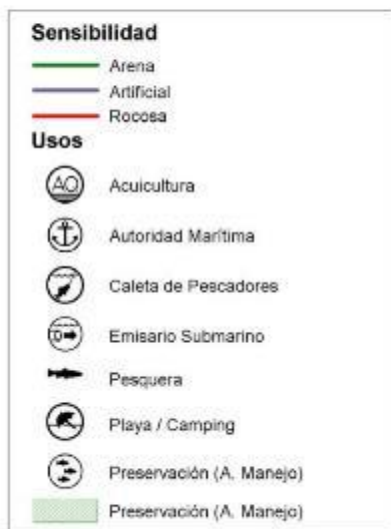 Sensibilidad
Arena
Artificial
Rocosa
Usos
AQ
Acuicultura
Autoridad Marítima
Caleta de Pescadores
Emisario Submarino
Pesquera
Playa / Camping
Preservación (A. Manejo)
Preservación (A. Manejo)